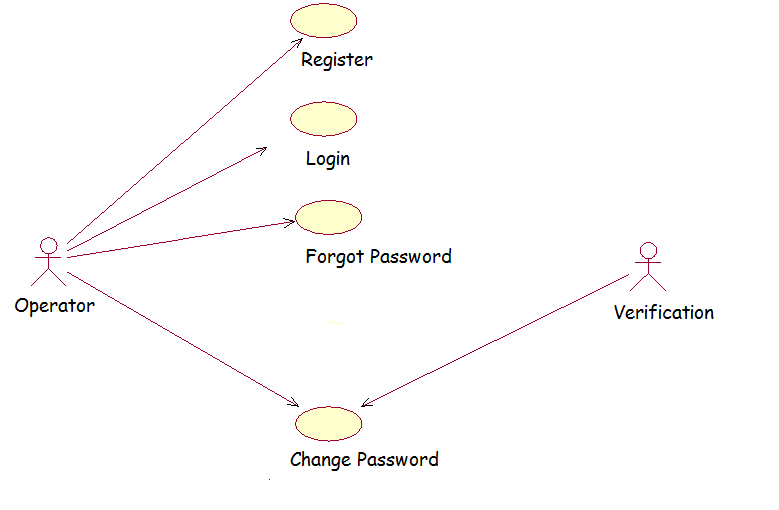 Register
Login
Forgot Password
Operator
Verification
Change Password